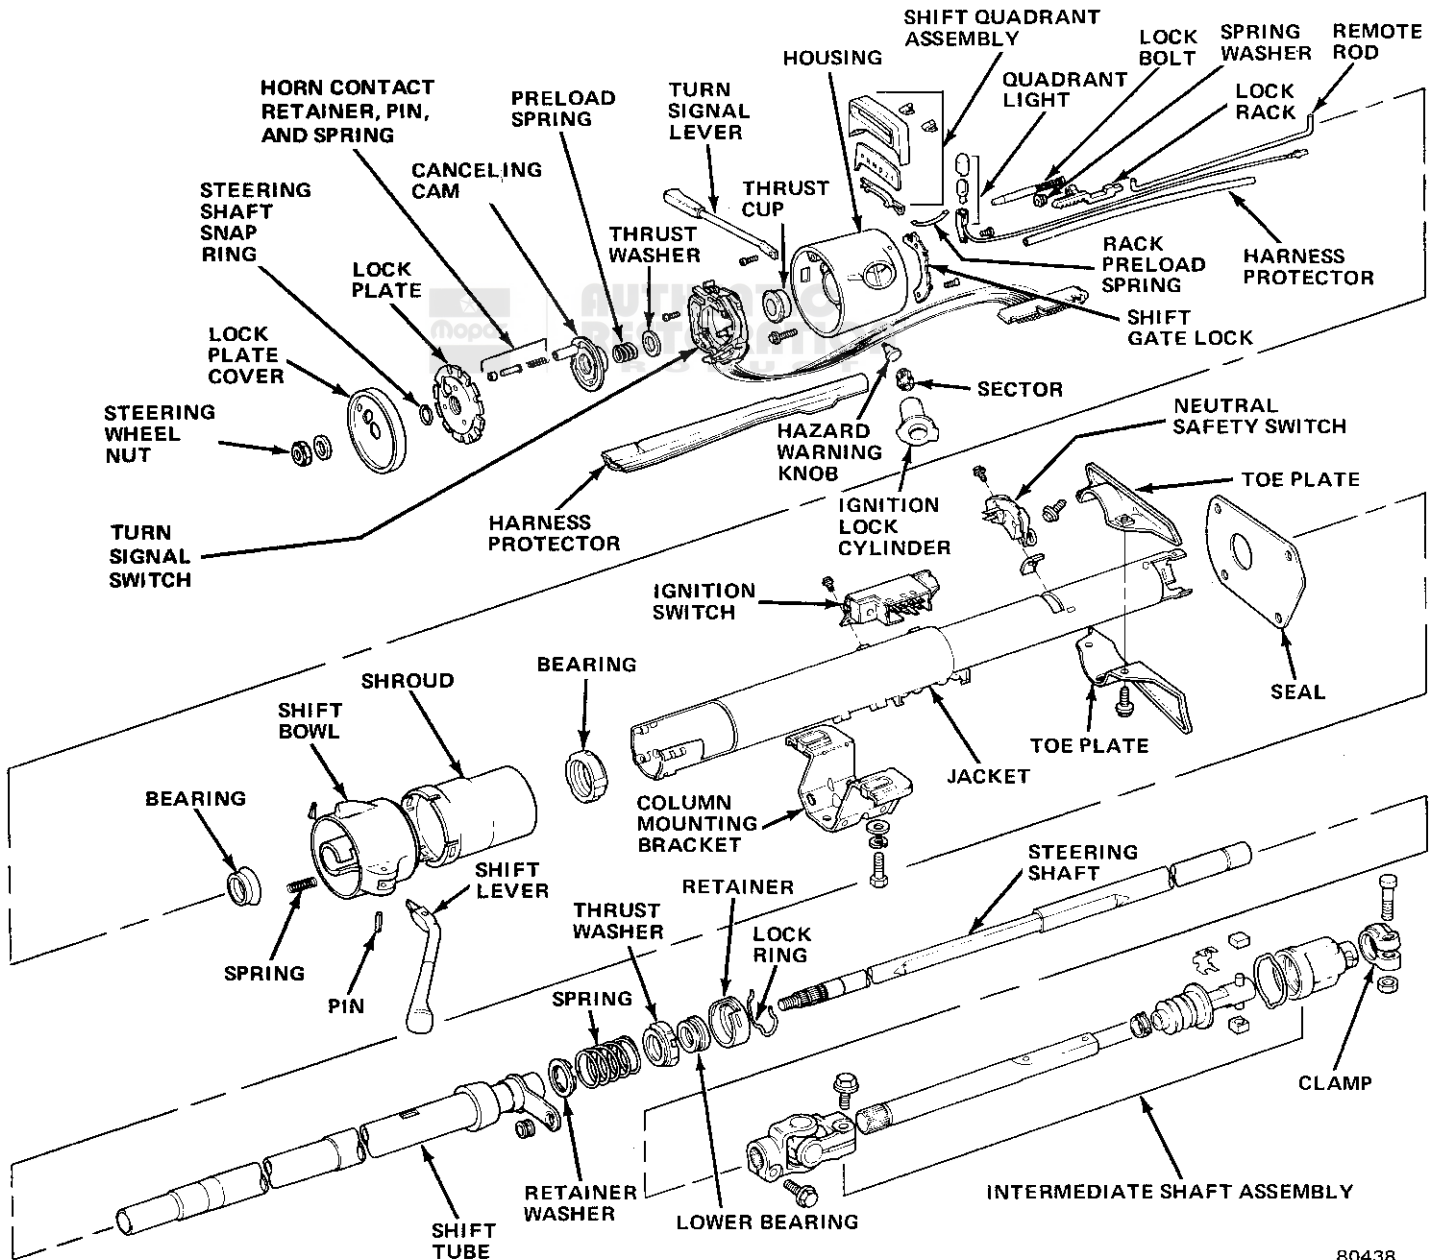 SHIFT QUADRANT
ASSEMBLY
HOUSING
LOCK
BOLT
SPRING
WASHER
REMOTE
ROD
QUADRANT
LIGHT
LOCK
RACK
HORN CONTACT
RETAINER, PIN,
AND SPRING
PRELOAD
SPRING
TURN
SIGNAL
LEVER
CANCELING
CAM
THRUST
CUP
STEERING
SHAFT
SNAP
RING
THRUST
WASHER
RACK
PRELOAD
SPRING
HARNESS
PROTECTOR
LOCK
PLATE
Mopar
AUTHENTIC
RESTORATION
PRODUCT
SHIFT
GATE LOCK
LOCK
PLATE
COVER
SECTOR
STEERING
WHEEL
NUT
HAZARD
WARNING
KNOB
NEUTRAL
SAFETY SWITCH
TOE PLATE
IGNITION
LOCK
CYLINDER
HARNESS
PROTECTOR
TURN
SIGNAL
SWITCH
IGNITION
SWITCH
BEARING
SHROUD
SHIFT
BOWL
SEAL
TOE PLATE
JACKET
BEARING
COLUMN
MOUNTING
BRACKET
STEERING
SHAFT
SHIFT
LEVER
RETAINER
THRUST
WASHER
LOCK
RING
SPRING
PIN
SPRING
CLAMP
RETAINER
WASHER
LOWER BEARING
INTERMEDIATE SHAFT ASSEMBLY
SHIFT
TUBE
80438